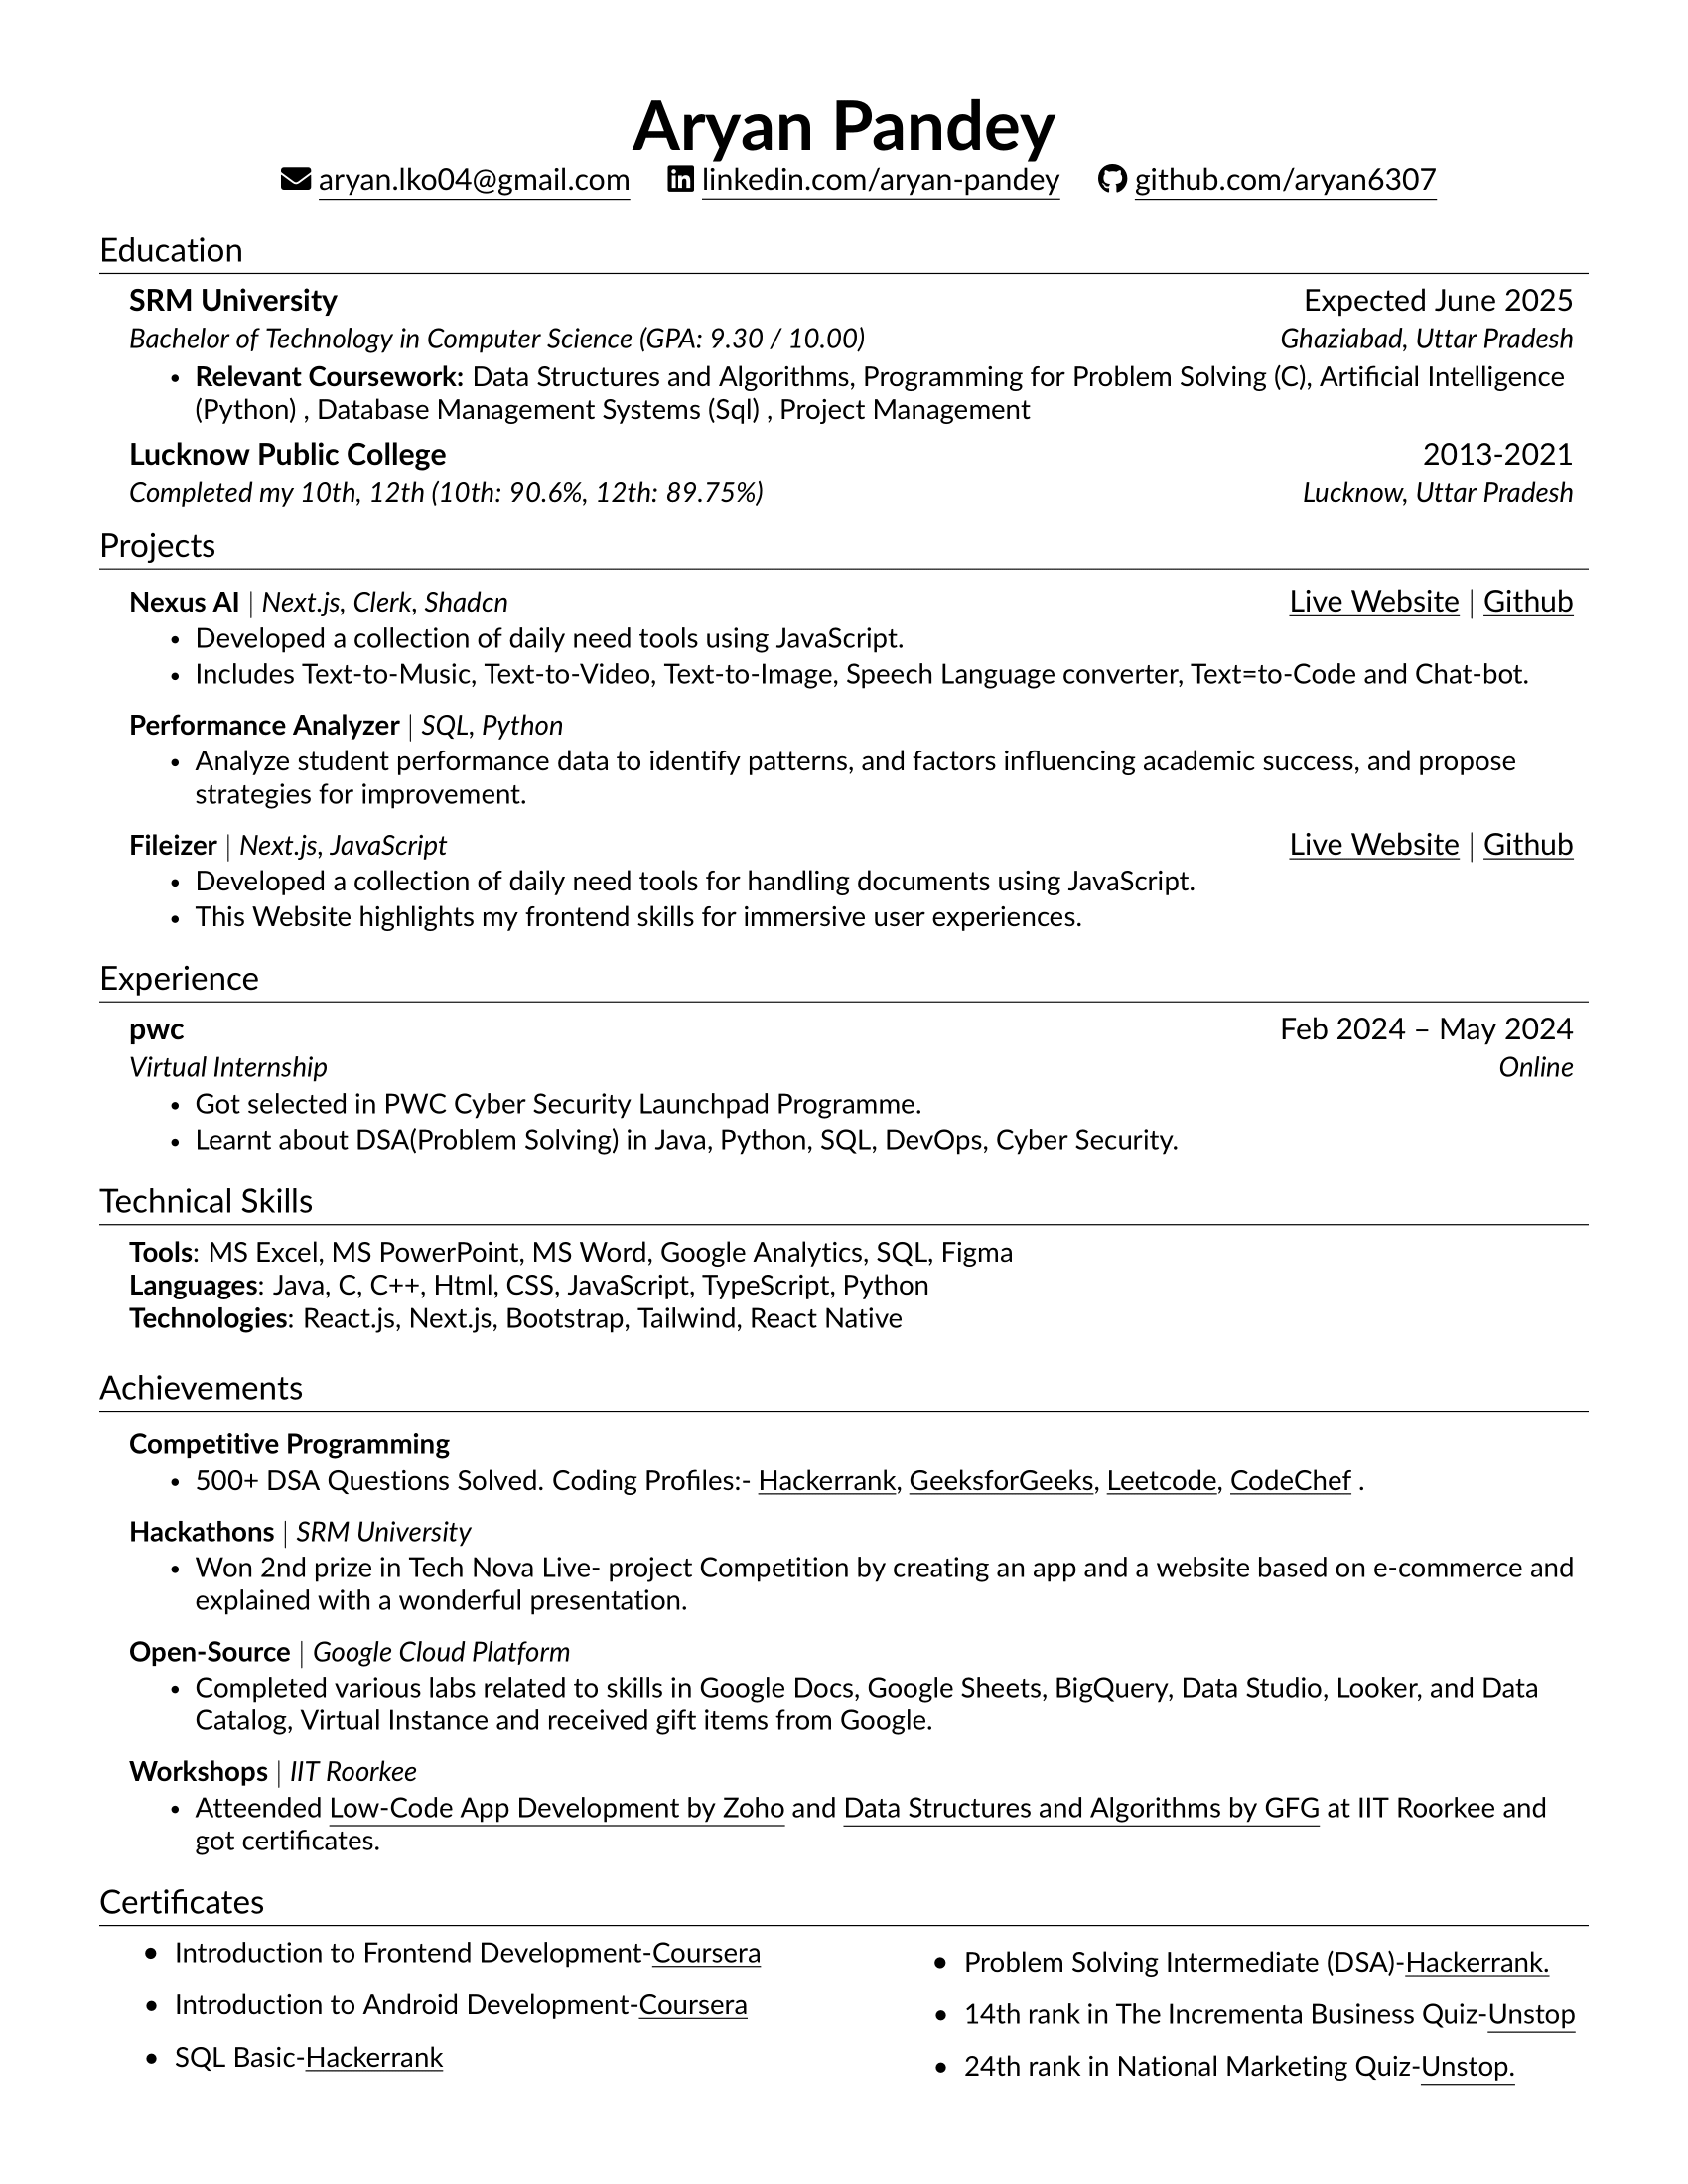 Aryan Pandey
aryan.lko04@gmail.com linkedin.com/aryan-pandey github.com/aryan6307
Education
SRM University Expected June 2025
Bachelor of Technology in Computer Science (GPA: 9.30 / 10.00) Ghaziabad, Uttar Pradesh
• Relevant Coursework: Data Structures and Algorithms, Programming for Problem Solving (C), Artificial Intelligence
(Python) , Database Management Systems (Sql) , Project Management
Lucknow Public College 2013-2021
Completed my 10th, 12th (10th: 90.6%, 12th: 89.75%) Lucknow, Uttar Pradesh
Projects
Nexus AI | Next.js, Clerk, Shadcn Live Website | Github
• Developed a collection of daily need tools using JavaScript.
• Includes Text-to-Music, Text-to-Video, Text-to-Image, Speech Language converter, Text=to-Code and Chat-bot.
Performance Analyzer | SQL, Python
• Analyze student performance data to identify patterns, and factors influencing academic success, and propose
strategies for improvement.
Fileizer | Next.js, JavaScript Live Website | Github
• Developed a collection of daily need tools for handling documents using JavaScript.
• This Website highlights my frontend skills for immersive user experiences.
Experience
pwc Feb 2024 – May 2024
Virtual Internship Online
• Got selected in PWC Cyber Security Launchpad Programme.
• Learnt about DSA(Problem Solving) in Java, Python, SQL, DevOps, Cyber Security.
Technical Skills
Tools: MS Excel, MS PowerPoint, MS Word, Google Analytics, SQL, Figma
Languages: Java, C, C++, Html, CSS, JavaScript, TypeScript, Python
Technologies: React.js, Next.js, Bootstrap, Tailwind, React Native
Achievements
Competitive Programming
• 500+ DSA Questions Solved. Coding Profiles:- Hackerrank, GeeksforGeeks, Leetcode, CodeChef .
Hackathons | SRM University
• Won 2nd prize in Tech Nova Live- project Competition by creating an app and a website based on e-commerce and
explained with a wonderful presentation.
Open-Source | Google Cloud Platform
• Completed various labs related to skills in Google Docs, Google Sheets, BigQuery, Data Studio, Looker, and Data
Catalog, Virtual Instance and received gift items from Google.
Workshops | IIT Roorkee
• Atteended Low-Code App Development by Zoho and Data Structures and Algorithms by GFG at IIT Roorkee and
got certificates.
Certificates
• Introduction to Frontend Development-Coursera
• Introduction to Android Development-Coursera
• SQL Basic-Hackerrank
• Problem Solving Intermediate (DSA)-Hackerrank.
• 14th rank in The Incrementa Business Quiz-Unstop
• 24th rank in National Marketing Quiz-Unstop.